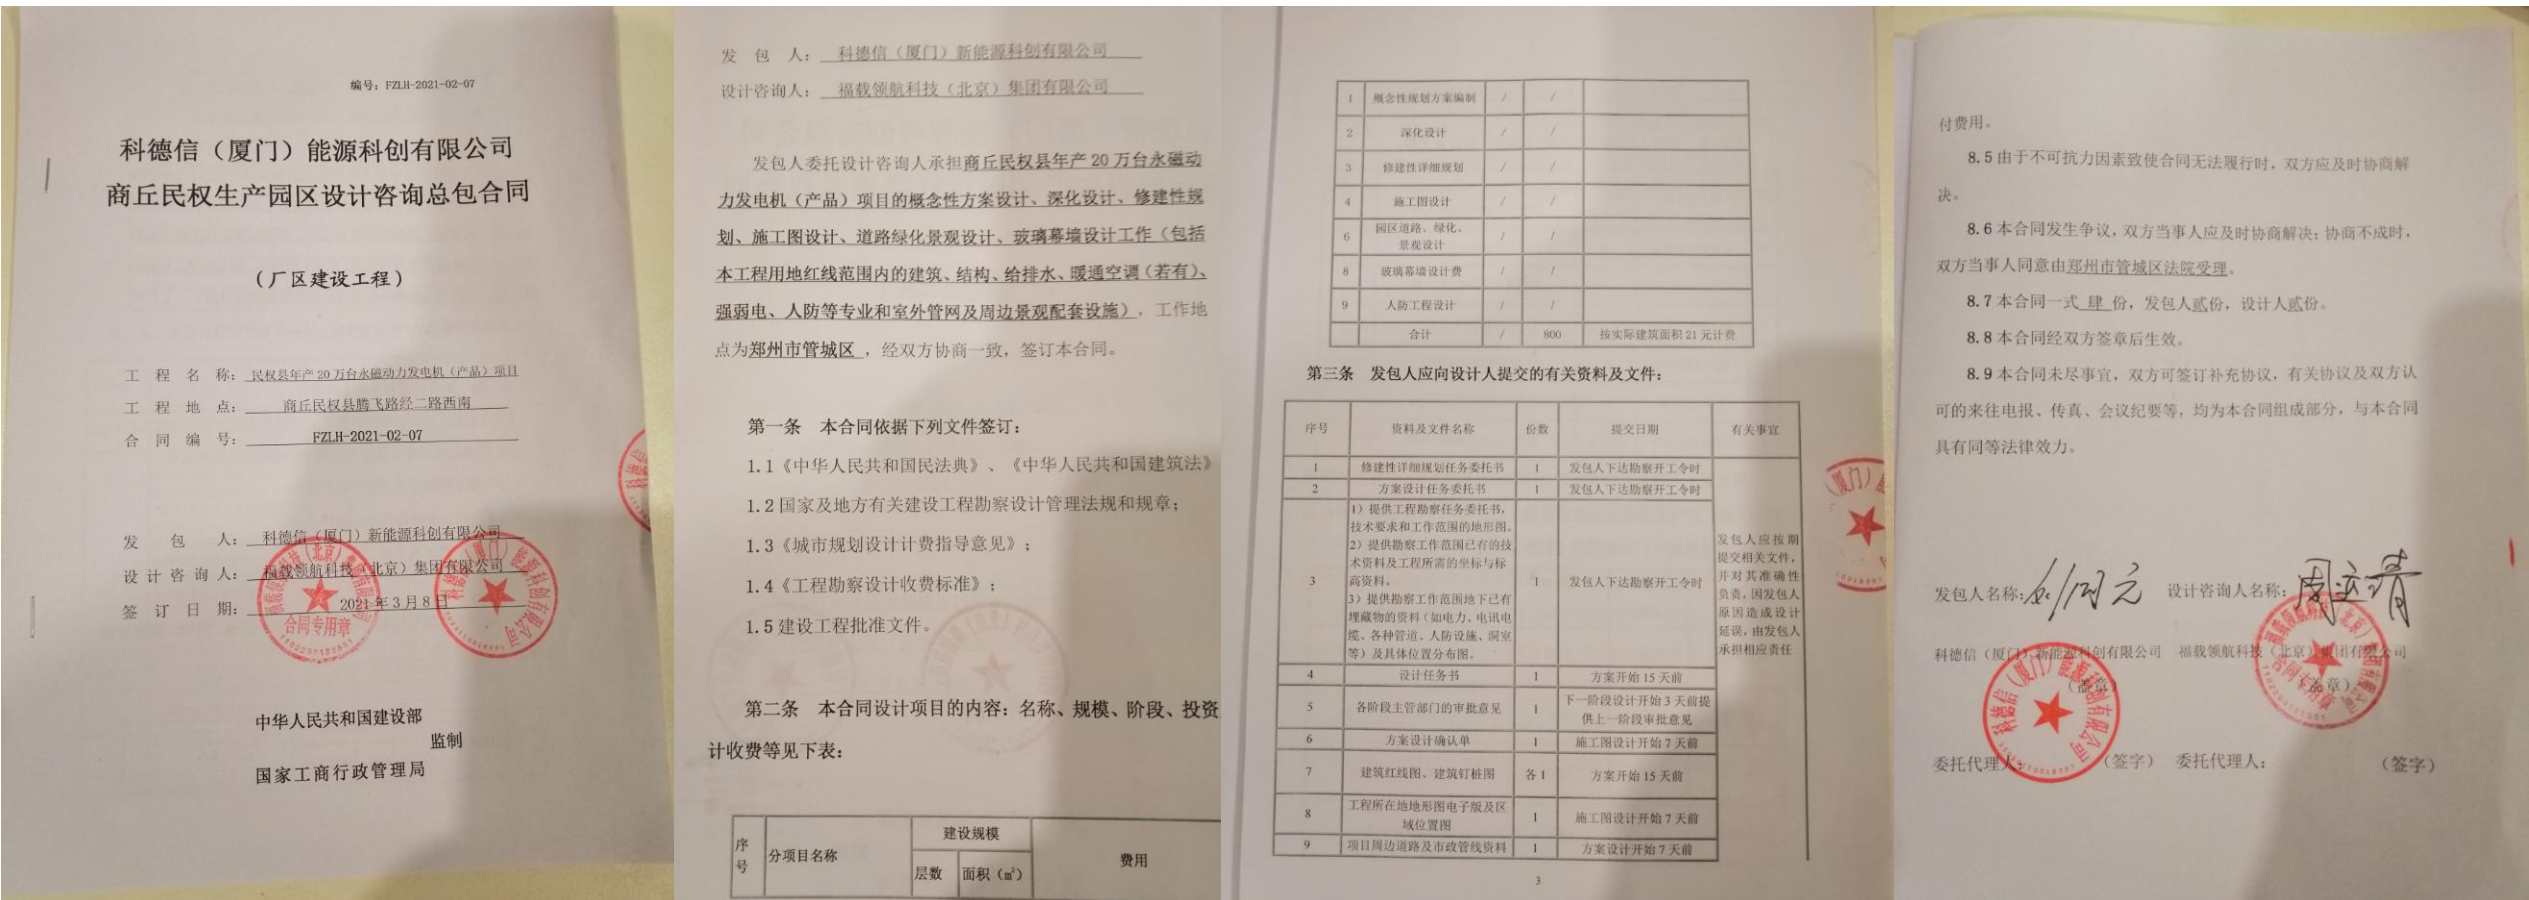 编号：FZLH-2021-02-07
科德信（厦门）能源科创有限公司
商丘民权生产园区设计咨询总包合同
（厂区建设工程）
工 程 名 称： 民权县年产20万台永磁动力发电机（产品）项目
工 程 地 点： 商丘民权县腾飞路经二路西南
合 同 编 号： FZLH-2021-02-07
发 包 人： 科德信（厦门）新能源科创有限公司
设计咨询人： 福载领航科技（北京）集团有限公司
签 订 日 期： 2021年3月8日
合同专用章
中华人民共和国建设部
监制
国家工商行政管理局
发 包 人： 科德信（厦门）新能源科创有限公司
设计咨询人： 福载领航科技（北京）集团有限公司
发包人委托设计咨询人承担商丘民权县年产20万台永磁动
力发电机（产品）项目的概念性方案设计、深化设计、修建性规
划、施工图设计、道路绿化景观设计、玻璃幕墙设计工作（包括
本工程用地红线范围内的建筑、结构、给排水、暖通空调（若有）、
强弱电、人防等专业和室外管网及周边景观配套设施），工作地
点为郑州市管城区，经双方协商一致，签订本合同。
第一条 本合同依据下列文件签订：
1.1《中华人民共和国民法典》、《中华人民共和国建筑法》
1.2国家及地方有关建设工程勘察设计管理法规和规章；
1.3《城市规划设计计费指导意见》；
1.4《工程勘察设计收费标准》；
1.5建设工程批准文件。
第二条 本合同设计项目的内容：名称、规模、阶段、投资
计收费等见下表：
序号 分项目名称 建设规模 费用
层数 面积（㎡）
1 概念性规划方案编制 / /
2 深化设计 / /
3 修建性详细规划 / /
4 施工图设计 / /
6 园区道路、绿化、景观设计 / /
8 玻璃幕墙设计费 / /
9 人防工程设计 / /
合计 / 800 按实际建筑面积21元计费
第三条 发包人应向设计人提交的有关资料及文件：
序号 资料及文件名称 份数 提交日期 有关事宜
1 修建性详细规划任务委托书 1 发包人下达勘察开工令时
2 方案设计任务委托书 1 发包人下达勘察开工令时
3 1）提供工程勘察任务委托书，
技术要求和工作范围的地形图。
2）提供勘察工作范围已有的技
术资料及工程所需的坐标与标
高资料。
3）提供勘察工作范围地下已有
埋藏物的资料（如电力、电讯电
缆、各种管道、人防设施、洞室
等）及具体位置分布图。
1 发包人下达勘察开工令时
发包人应按期
提交相关文件，
并对其准确性
负责，因发包人
原因造成设计
延误，由发包人
承担相应责任
4 设计任务书 1 方案开始15天前
5 各阶段主管部门的审批意见 1 下一阶段设计开始3天前提
供上一阶段审批意见
6 方案设计确认单 1 施工图设计开始7天前
7 建筑红线图、建筑钉桩图 各1 方案开始15天前
8 工程所在地地形图电子版及区
域位置图 1 施工图设计开始7天前
9 项目周边道路及市政管线资料 1 方案设计开始7天前
3
付费用。
8.5由于不可抗力因素致使合同无法履行时，双方应及时协商解
决。
8.6本合同发生争议，双方当事人应及时协商解决；协商不成时，
双方当事人同意由郑州市管城区法院受理。
8.7本合同一式 肆 份，发包人贰份，设计人贰份。
8.8本合同经双方签章后生效。
8.9本合同未尽事宜，双方可签订补充协议，有关协议及双方认
可的来往电报、传真、会议纪要等，均为本合同组成部分，与本合同
具有同等法律效力。
发包人名称： 设计咨询人名称：
科德信（厦门）新能源科创有限公司 福载领航科技（北京）集团有限公司
（盖章） （盖章）
委托代理人： （签字） 委托代理人： （签字）